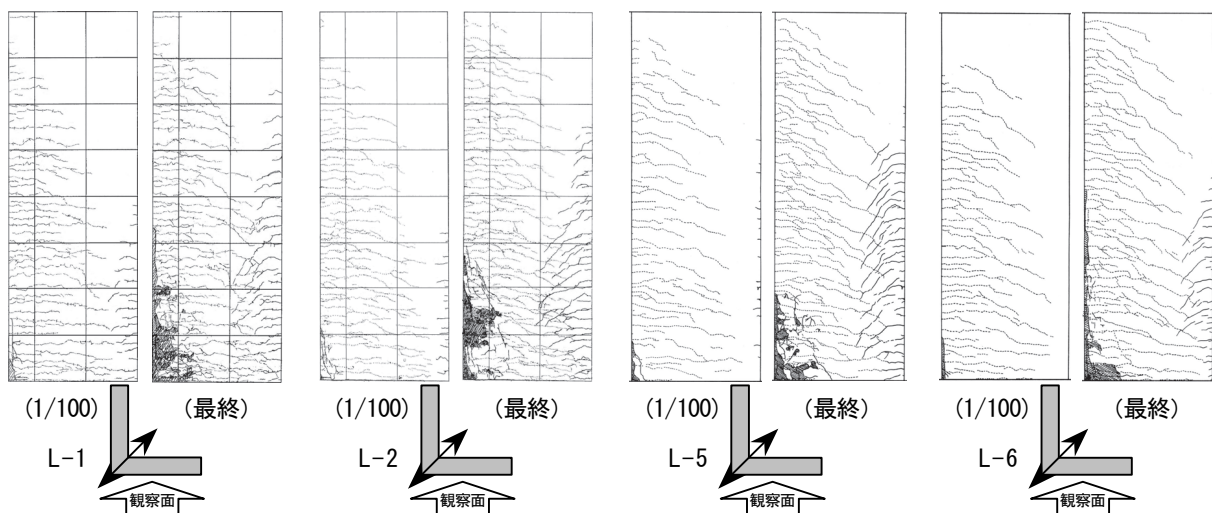 (1/100) (最終) (1/100) (最終) (1/100) (最終) (1/100) (最終)
L-1 L-2 L-5 L-6
観察面 観察面 観察面 観察面